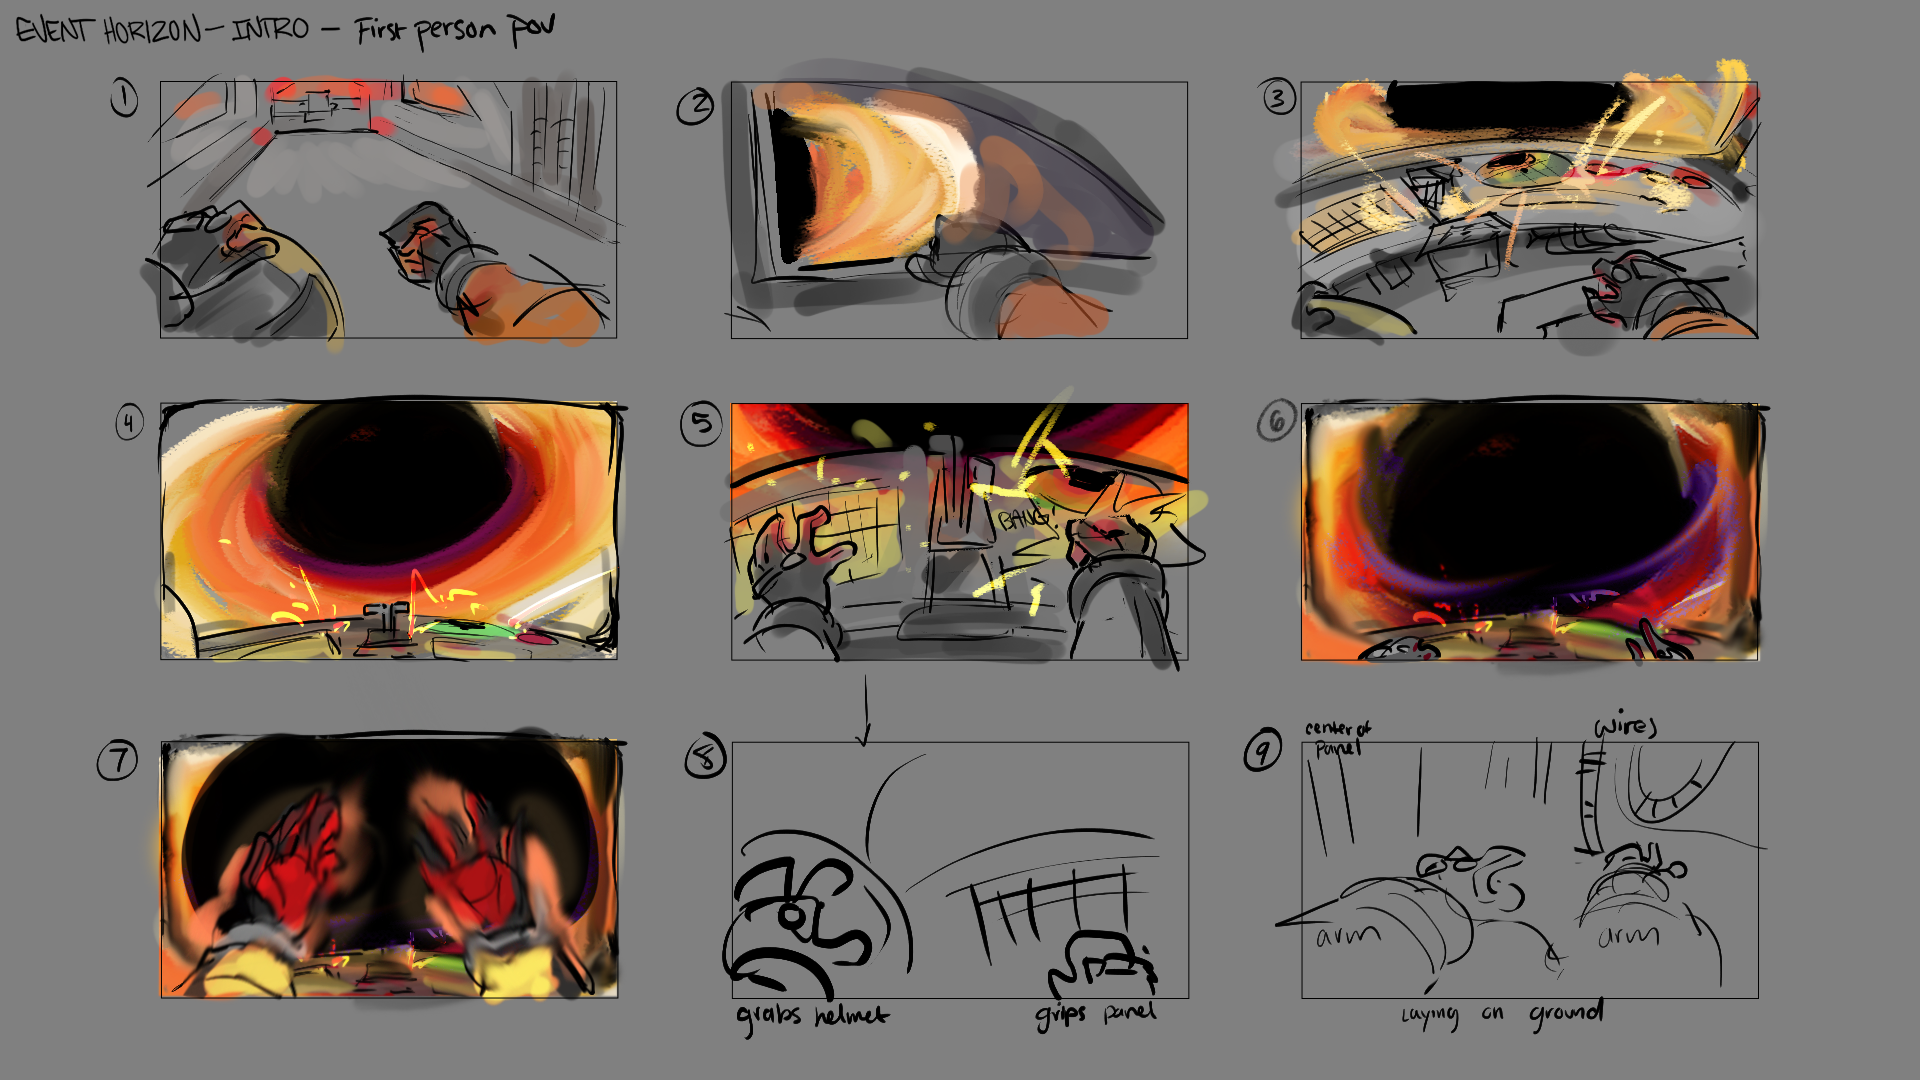 EVENT HORIZON - INTRO - First person POV
1
2
3
4
5
BANG!
6
7
8
grabs helmet
grips panel
9
center of
panel
wires
arm
arm
Laying on ground